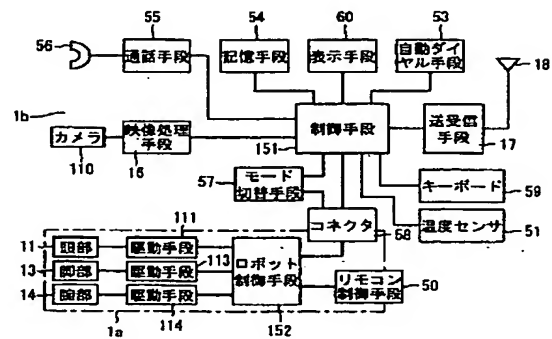 55
54
60
53
56
通話手段
記憶手段
表示手段
自動ダイ
ヤル手段
18
1b
カメラ
110
映像処理
手段
16
制御手段
151
送受信
手段
17
57
モード
切替手段
キーボード
59
コネクタ
58
温度センサ
51
111
11
頭部
駆動手段
113
13
脚部
駆動手段
ロボット
制御手段
リモコン
制御手段
50
14
胸部
駆動手段
114
152
1a